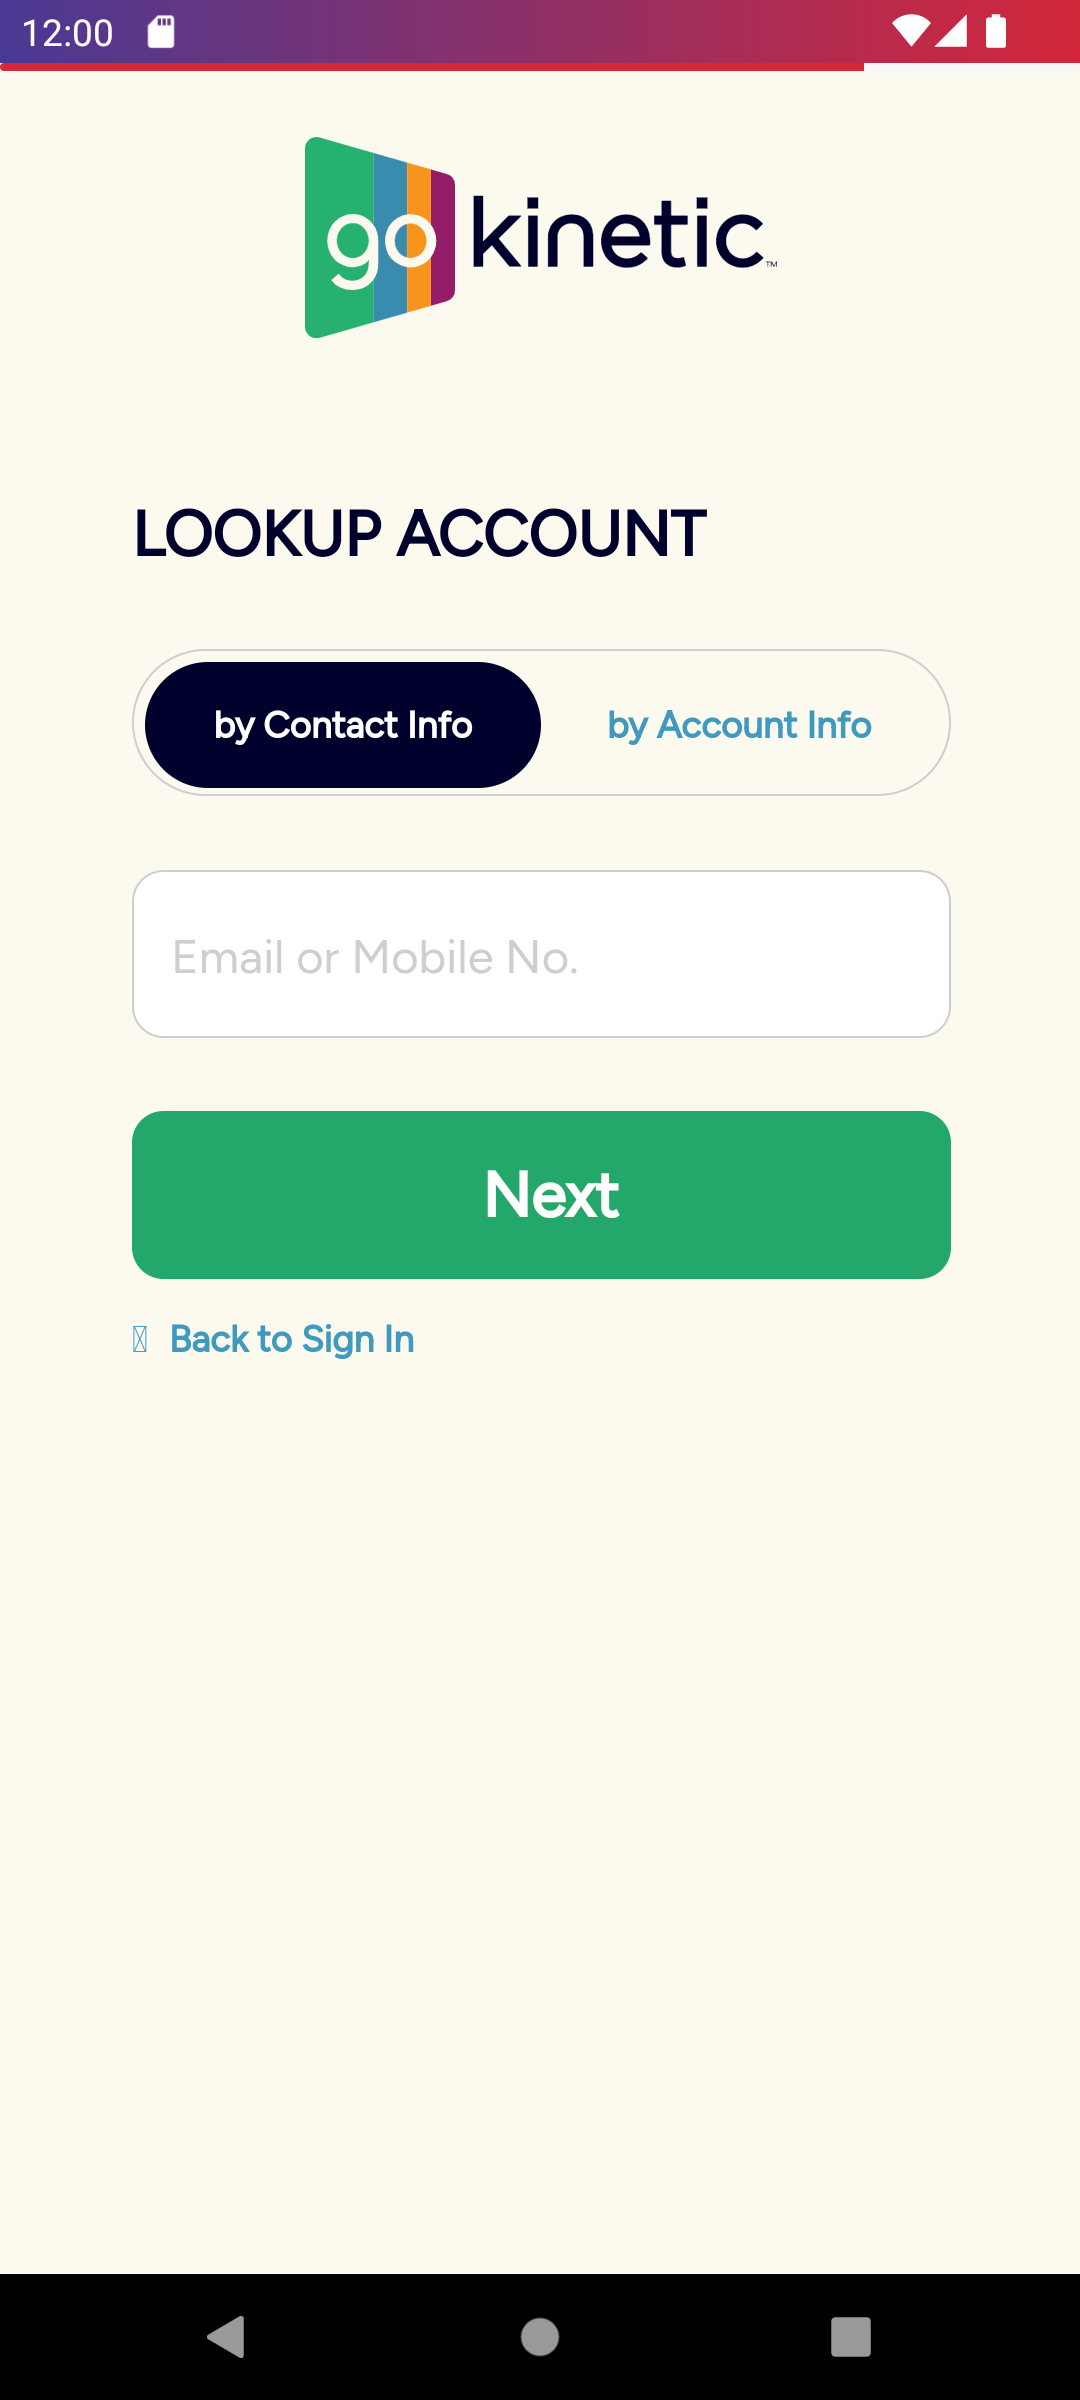 12:00
go kinetic™
LOOKUP ACCOUNT
by Contact Info by Account Info
Email or Mobile No.
Next
Back to Sign In